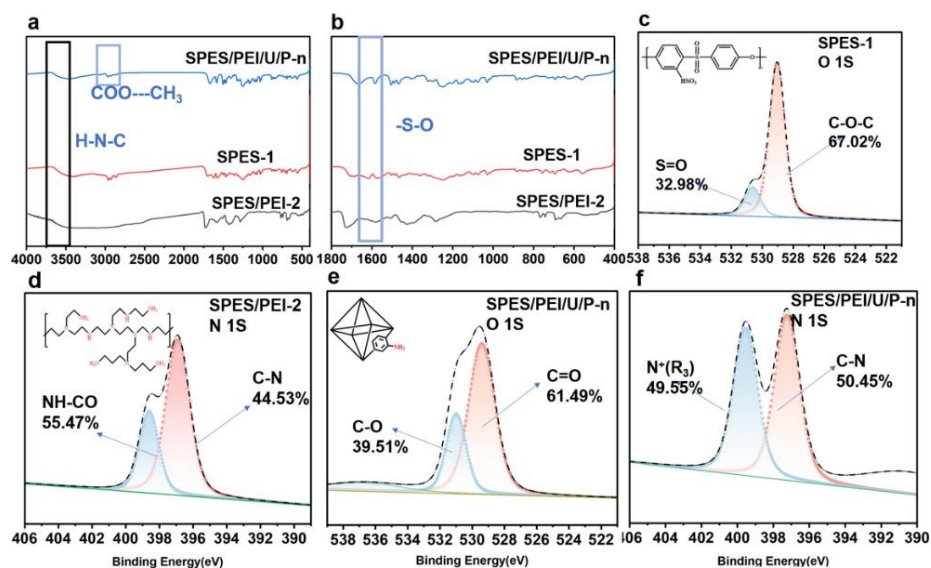 a
SPES/PEI/U/P-n
COO---CH3
H-N-C
SPES-1
SPES/PEI-2
4000 3500 3000 2500 2000 1500 1000 500
b
SPES/PEI/U/P-n
-S-O
SPES-1
SPES/PEI-2
1800 1600 1400 1200 1000 800 600 400
c
SPES-1
O 1S
HSO3
C-O-C
67.02%
S=O
32.98%
538 536 534 532 530 528 526 524 522
Binding Energy(eV)
d
SPES/PEI-2
N 1S
C-N
44.53%
NH-CO
55.47%
406 404 402 400 398 396 394 392 390
Binding Energy(eV)
e
SPES/PEI/U/P-n
O 1S
NH2
C=O
61.49%
C-O
39.51%
538 536 534 532 530 528 526 524 522
Binding Energy(eV)
f
SPES/PEI/U/P-n
N 1S
N+(R3)
49.55%
C-N
50.45%
406 404 402 400 398 396 394 392 390
Binding Energy(eV)